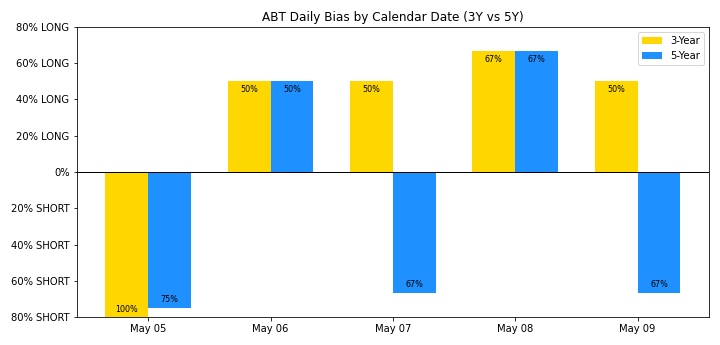 ABT Daily Bias by Calendar Date (3Y vs 5Y)
80% LONG
60% LONG
40% LONG
20% LONG
0%
20% SHORT
40% SHORT
60% SHORT
80% SHORT
3-Year
5-Year
100%
75%
50%
50%
50%
67%
67%
67%
50%
67%
May 05
May 06
May 07
May 08
May 09